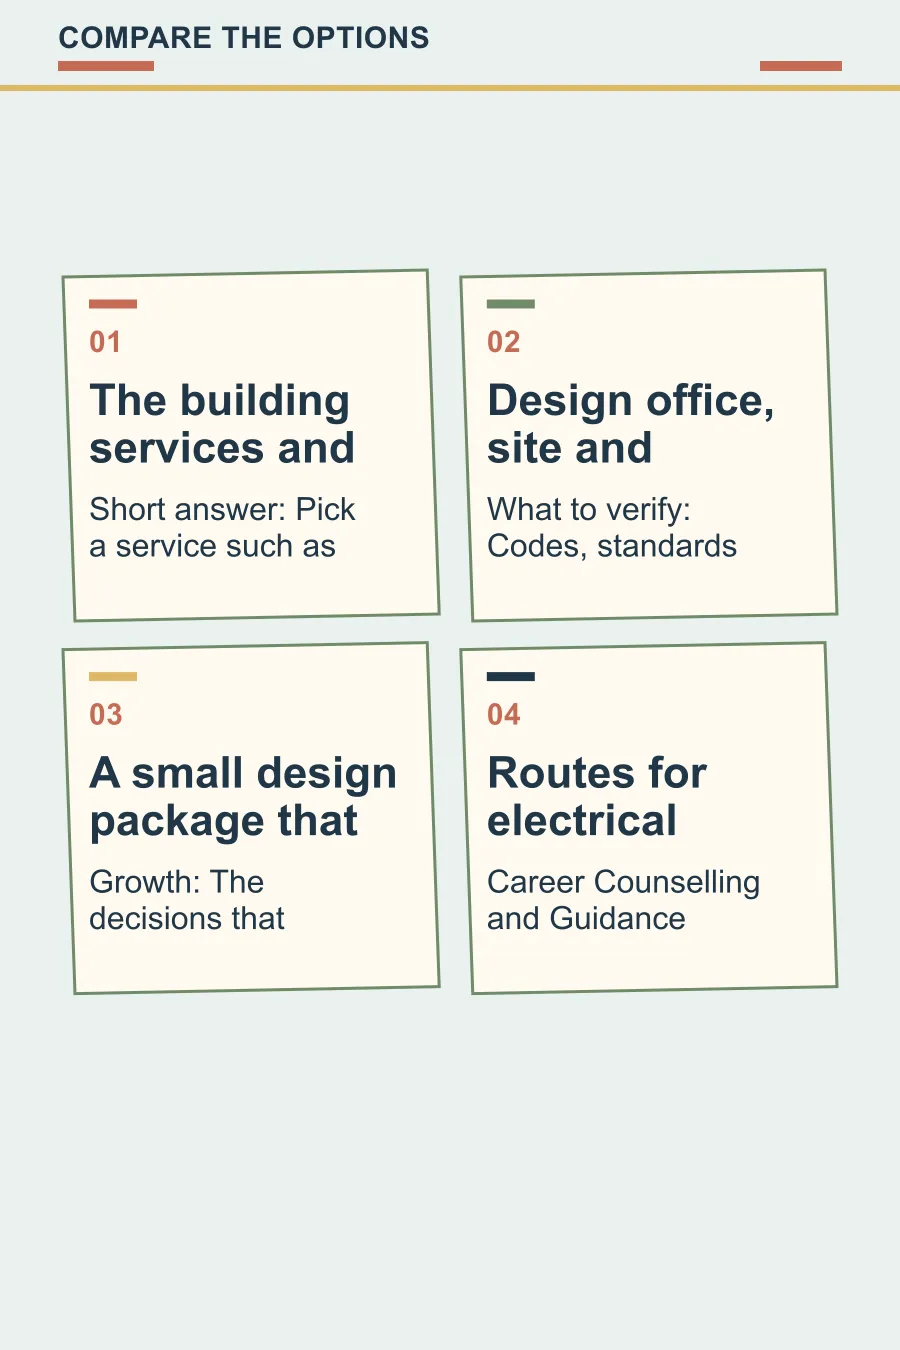 COMPARE THE OPTIONS
01
The building
services and
Short answer: Pick
a service such as
02
Design office,
site and
What to verify:
Codes, standards
03
A small design
package that
Growth: The
decisions that
04
Routes for
electrical
Career Counselling
and Guidance